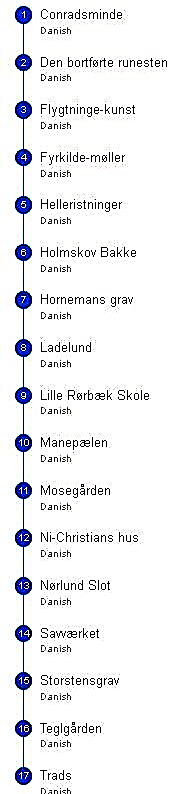 1 Conradsminde
Danish
2 Den bortførte runesten
Danish
3 Flygtninge-kunst
Danish
4 Fyrkilde-møller
Danish
5 Helleristninger
Danish
6 Holmskov Bakke
Danish
7 Hornemans grav
Danish
8 Ladelund
Danish
9 Lille Rørbæk Skole
Danish
10 Manepælen
Danish
11 Mosegården
Danish
12 Ni-Christians hus
Danish
13 Nørlund Slot
Danish
14 Savværket
Danish
15 Storstensgrav
Danish
16 Teglgården
Danish
17 Trads
Danish